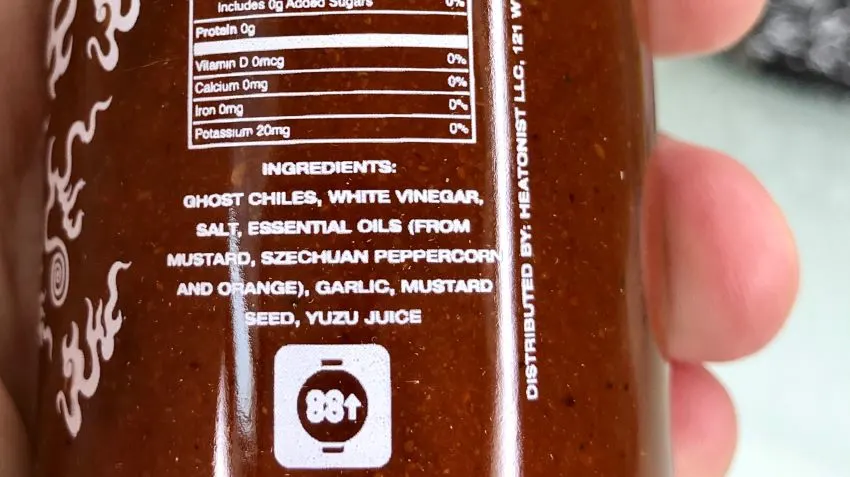 Includes 0g Added Sugars 0%
Protein 0g
Vitamin D 0mcg 0%
Calcium 0mg 0%
Iron 0mg 0%
Potassium 20mg 0%
INGREDIENTS:
GHOST CHILES, WHITE VINEGAR,
SALT, ESSENTIAL OILS (FROM
MUSTARD, SZECHUAN PEPPERCORN
AND ORANGE), GARLIC, MUSTARD
SEED, YUZU JUICE
88↑
DISTRIBUTED BY: HEATONIST LLC, 121 W